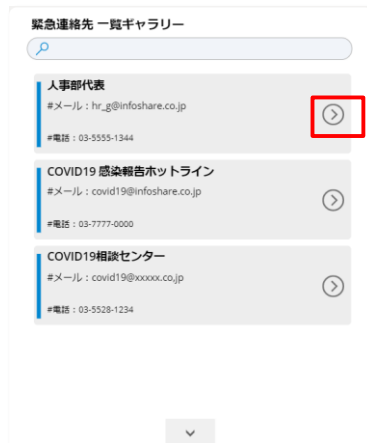 緊急連絡先 一覧ギャラリー
人事部代表
#メール：hr_g@infoshare.co.jp
#電話：03-5555-1344
COVID19 感染報告ホットライン
#メール：covid19@infoshare.co.jp
#電話：03-7777-0000
COVID19相談センター
#メール：covid19@xxxxx.co,jp
#電話：03-5528-1234